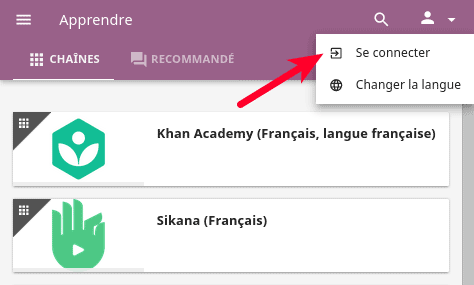 Apprendre
Se connecter
Changer la langue
CHAÎNES
RECOMMANDÉ
Khan Academy (Français, langue française)
Sikana (Français)